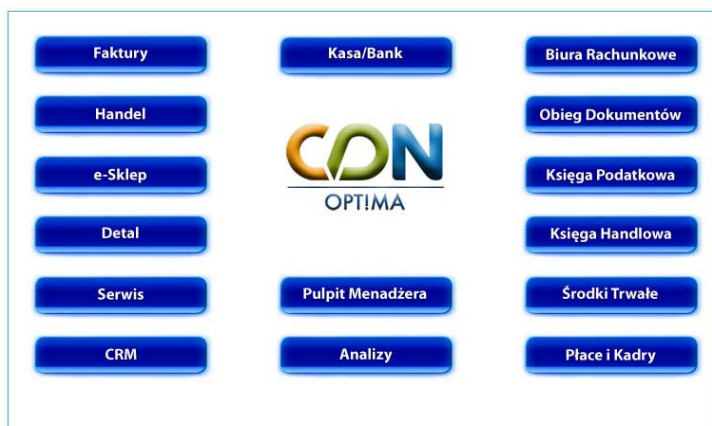 Faktury
Kasa/Bank
Biura Rachunkowe
Handel
Obieg Dokumentów
e-Sklep
CDN
OPT!MA
Księga Podatkowa
Detal
Księga Handlowa
Serwis
Pulpit Menadżera
Środki Trwałe
CRM
Analizy
Płace i Kadry